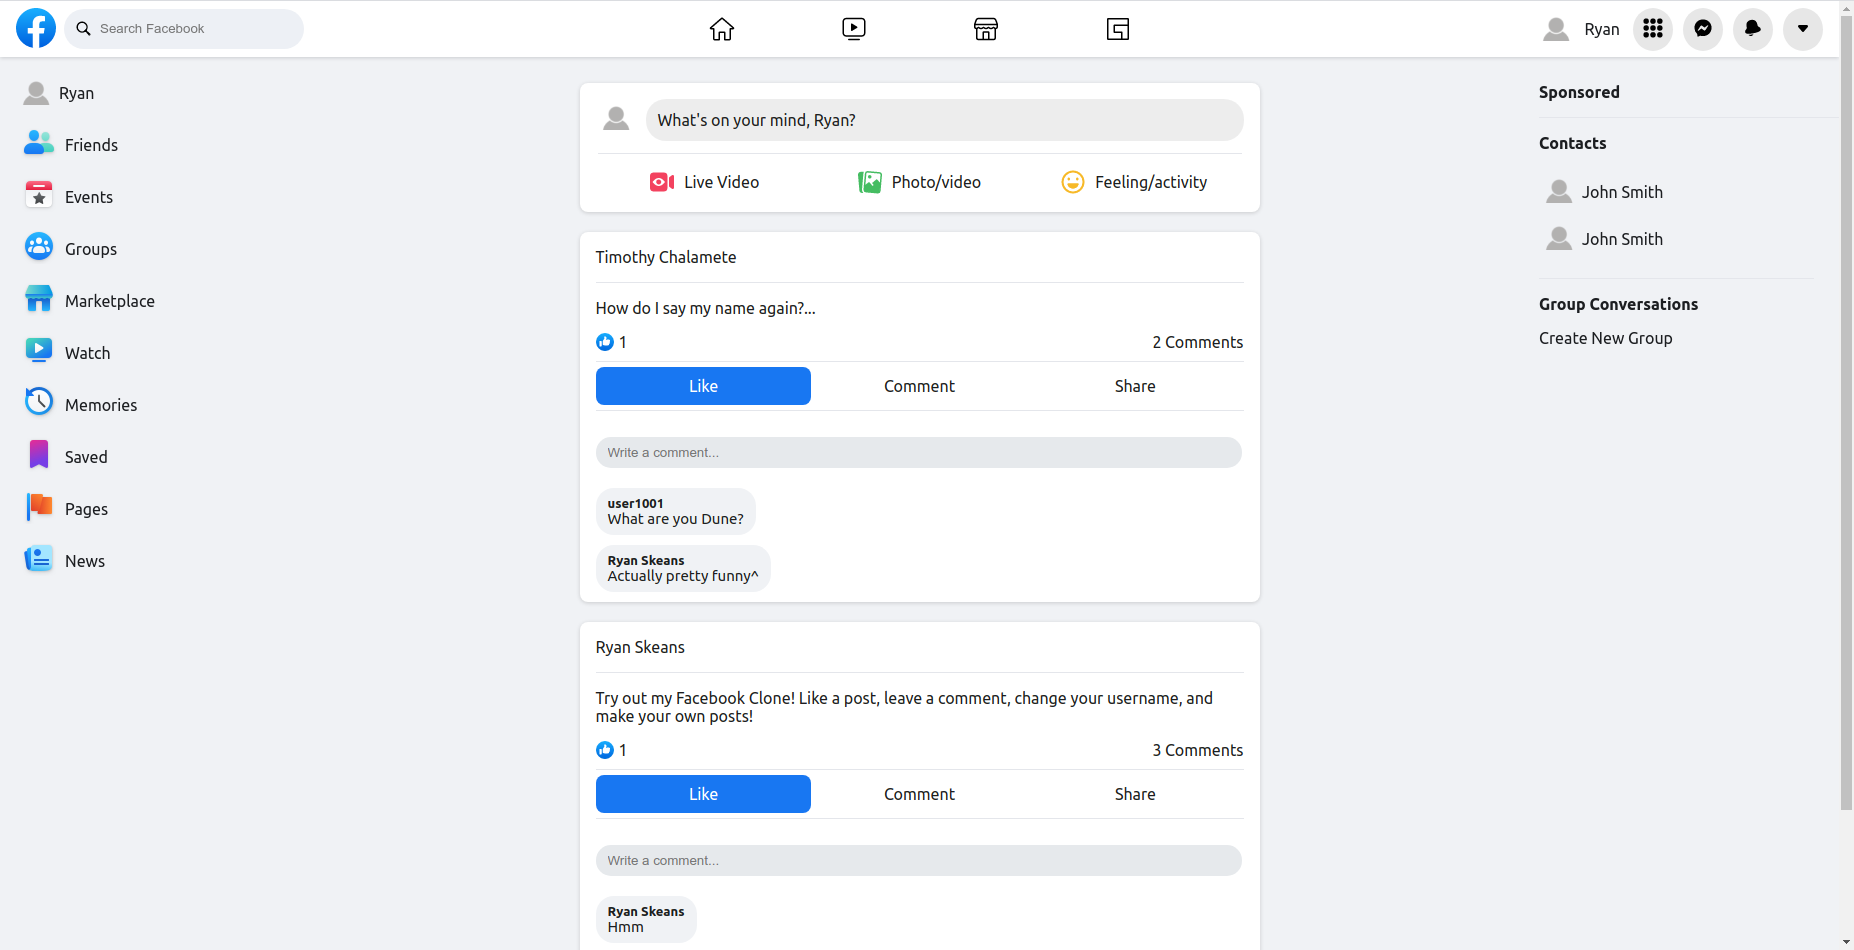 Search Facebook
Ryan
Ryan
Friends
Events
Groups
Marketplace
Watch
Memories
Saved
Pages
News
What's on your mind, Ryan?
Live Video
Photo/video
Feeling/activity
Timothy Chalamete
How do I say my name again?...
1
2 Comments
Like
Comment
Share
Write a comment...
user1001
What are you Dune?
Ryan Skeans
Actually pretty funny^
Ryan Skeans
Try out my Facebook Clone! Like a post, leave a comment, change your username, and
make your own posts!
1
3 Comments
Like
Comment
Share
Write a comment...
Ryan Skeans
Hmm
Sponsored
Contacts
John Smith
John Smith
Group Conversations
Create New Group